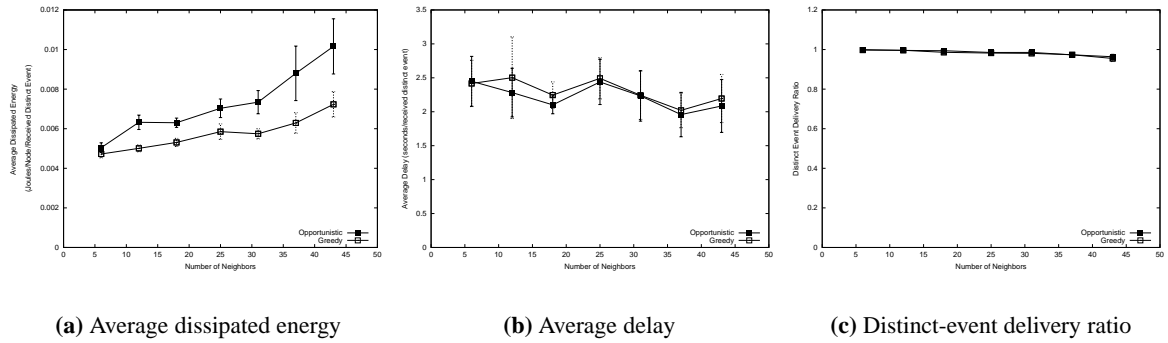 0.012
0.01
0.008
0.006
0.004
0.002
0
Average Dissipated Energy
(Joules/Node/Received Distinct Event)
0 5 10 15 20 25 30 35 40 45 50
Number of Neighbors
Opportunistic
Greedy
(a) Average dissipated energy
3.5
3
2.5
2
1.5
1
0.5
0
Average Delay (seconds/received distinct event)
0 5 10 15 20 25 30 35 40 45 50
Number of Neighbors
Opportunistic
Greedy
(b) Average delay
1.2
1
0.8
0.6
0.4
0.2
0
Distinct Event Delivery Ratio
0 5 10 15 20 25 30 35 40 45 50
Number of Neighbors
Opportunistic
Greedy
(c) Distinct-event delivery ratio